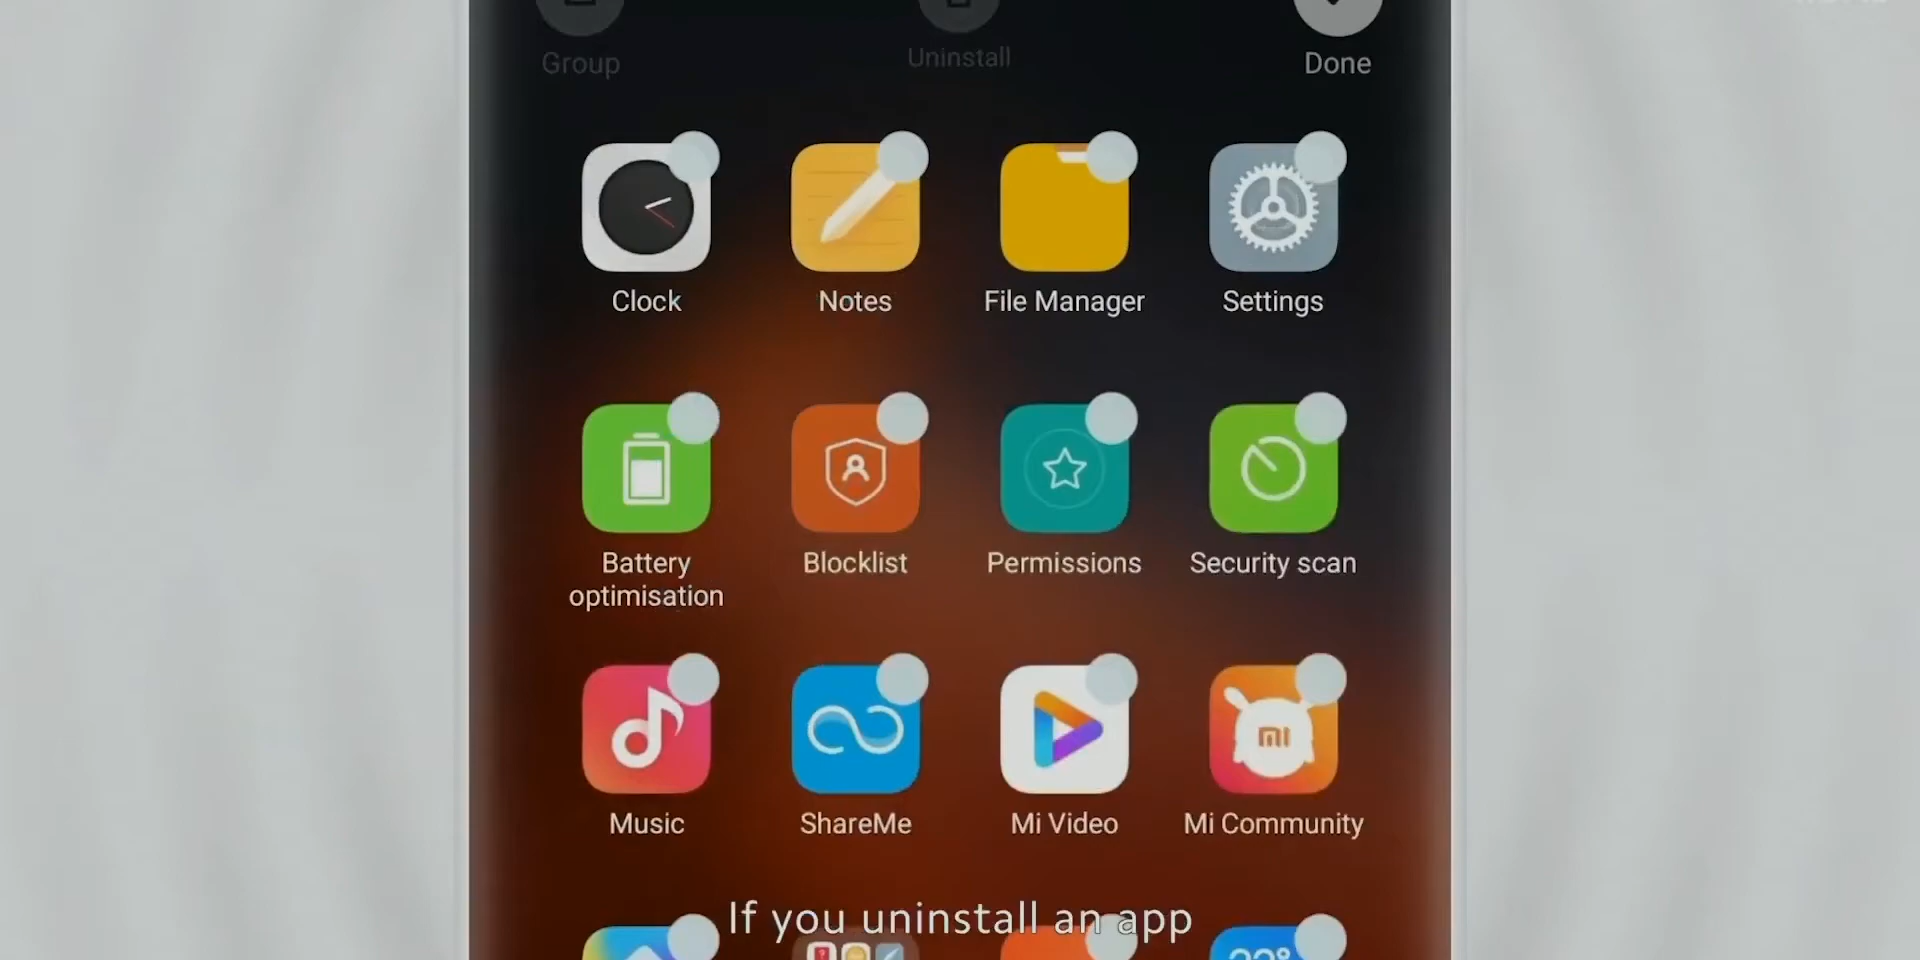 Group Uninstall Done
Clock Notes File Manager Settings
Battery optimisation Blocklist Permissions Security scan
mi
Music ShareMe Mi Video Mi Community
If you uninstall an app